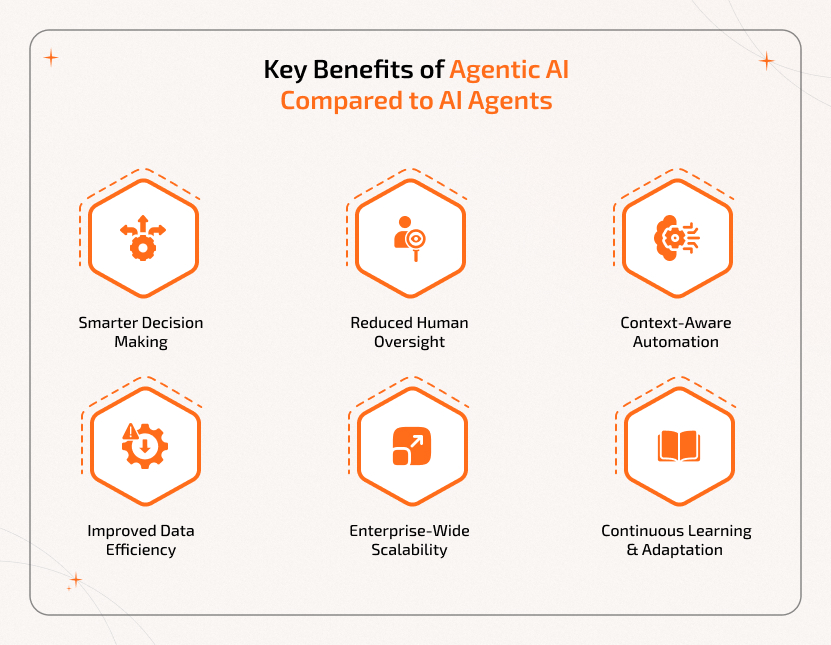 Key Benefits of Agentic AI
Compared to AI Agents
Smarter Decision
Making
Reduced Human
Oversight
Context-Aware
Automation
Improved Data
Efficiency
Enterprise-Wide
Scalability
Continuous Learning
& Adaptation